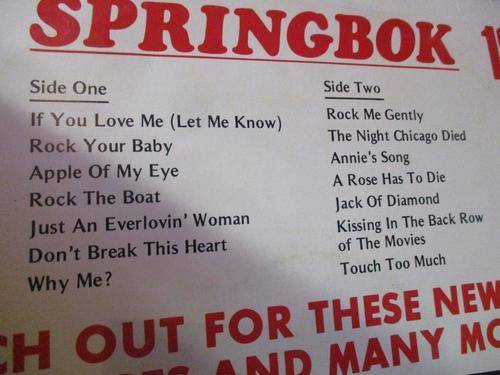 SPRINGBOK
Side One
If You Love Me (Let Me Know)
Rock Your Baby
Apple Of My Eye
Rock The Boat
Just An Everlovin' Woman
Don't Break This Heart
Why Me?
Side Two
Rock Me Gently
The Night Chicago Died
Annie's Song
A Rose Has To Die
Jack Of Diamond
Kissing In The Back Row
of The Movies
Touch Too Much
OUT FOR THESE NEW
AND MANY